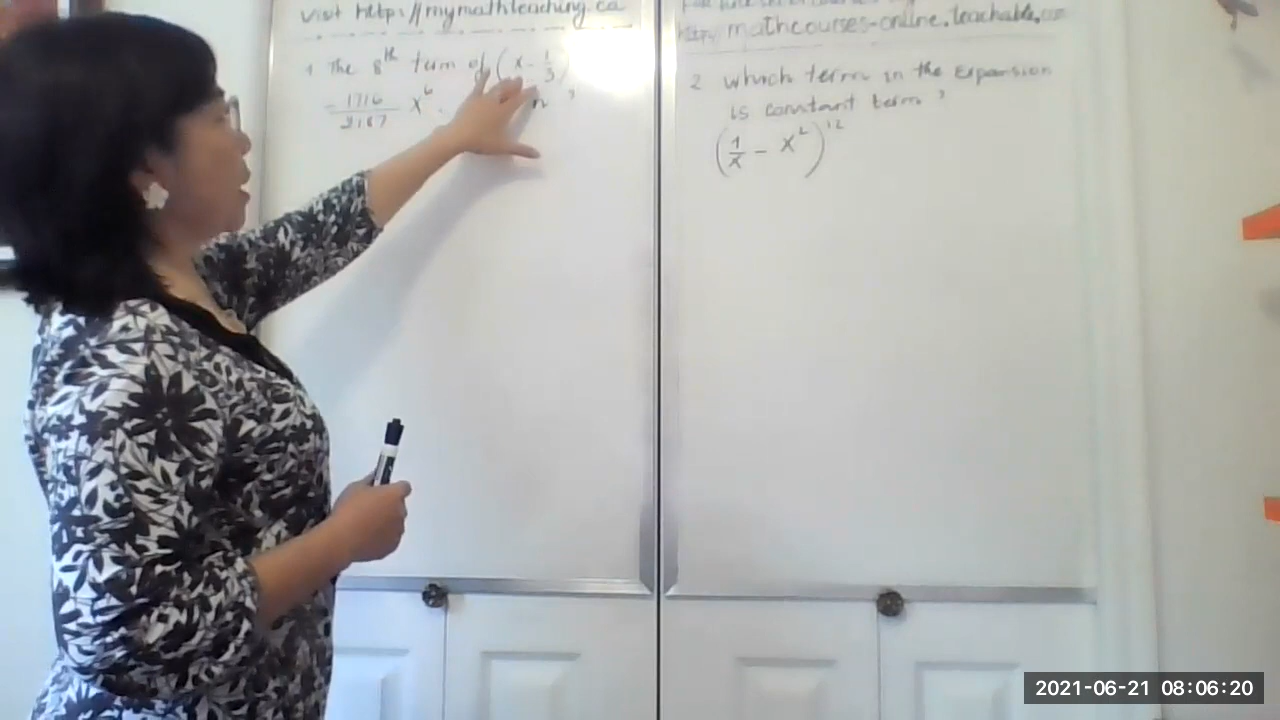 Visit http://mymathteaching.ca
1 The 8th term of (x - 1/3)
- 1716/2187 x^6 . n ?
http// mathcourses-online.teachable.com
2 which term in the Expansion
is constant term ?
(1/x - x^2)^12
2021-06-21 08:06:20